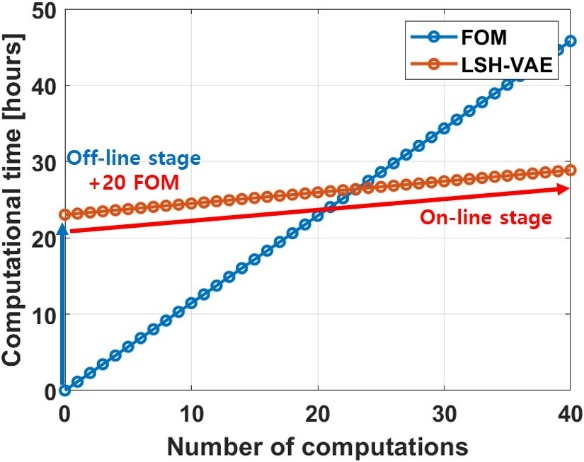 Computational time [hours]
50
40
30
20
10
0
FOM
LSH-VAE
Off-line stage
+20 FOM
On-line stage
0
10
20
30
40
Number of computations